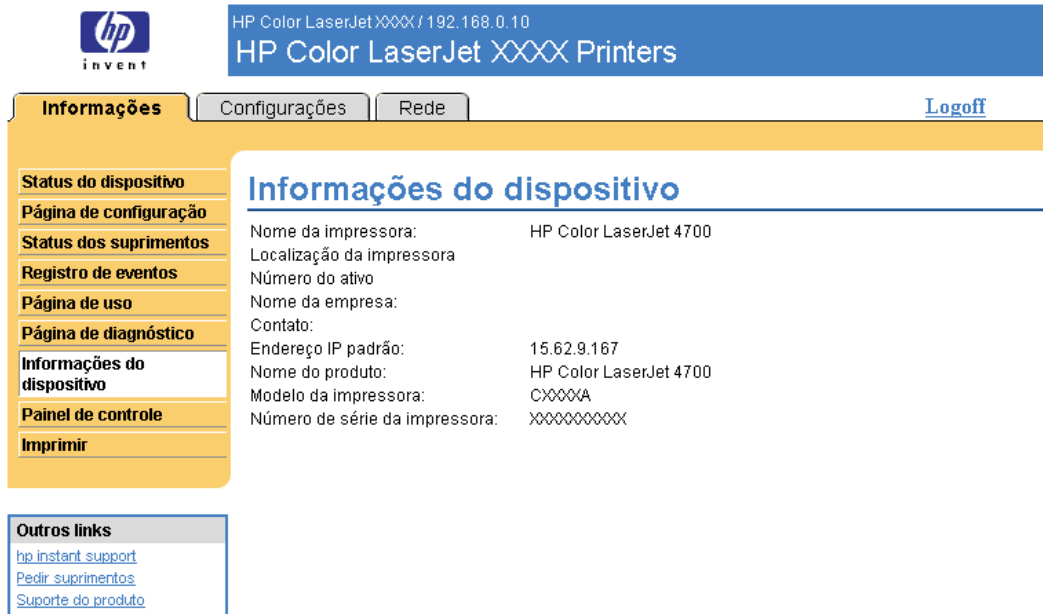 hp
invent
HP Color LaserJet XXXX / 192.168.0.10
HP Color LaserJet XXXX Printers
Informações
Configurações
Rede
Logoff
Status do dispositivo
Página de configuração
Status dos suprimentos
Registro de eventos
Página de uso
Página de diagnóstico
Informações do
dispositivo
Painel de controle
Imprimir
Informações do dispositivo
Nome da impressora: HP Color LaserJet 4700
Localização da impressora
Número do ativo
Nome da empresa:
Contato:
Endereço IP padrão: 15.62.9.167
Nome do produto: HP Color LaserJet 4700
Modelo da impressora: CXXXXA
Número de série da impressora: XXXXXXXXXX
Outros links
hp instant support
Pedir suprimentos
Suporte do produto